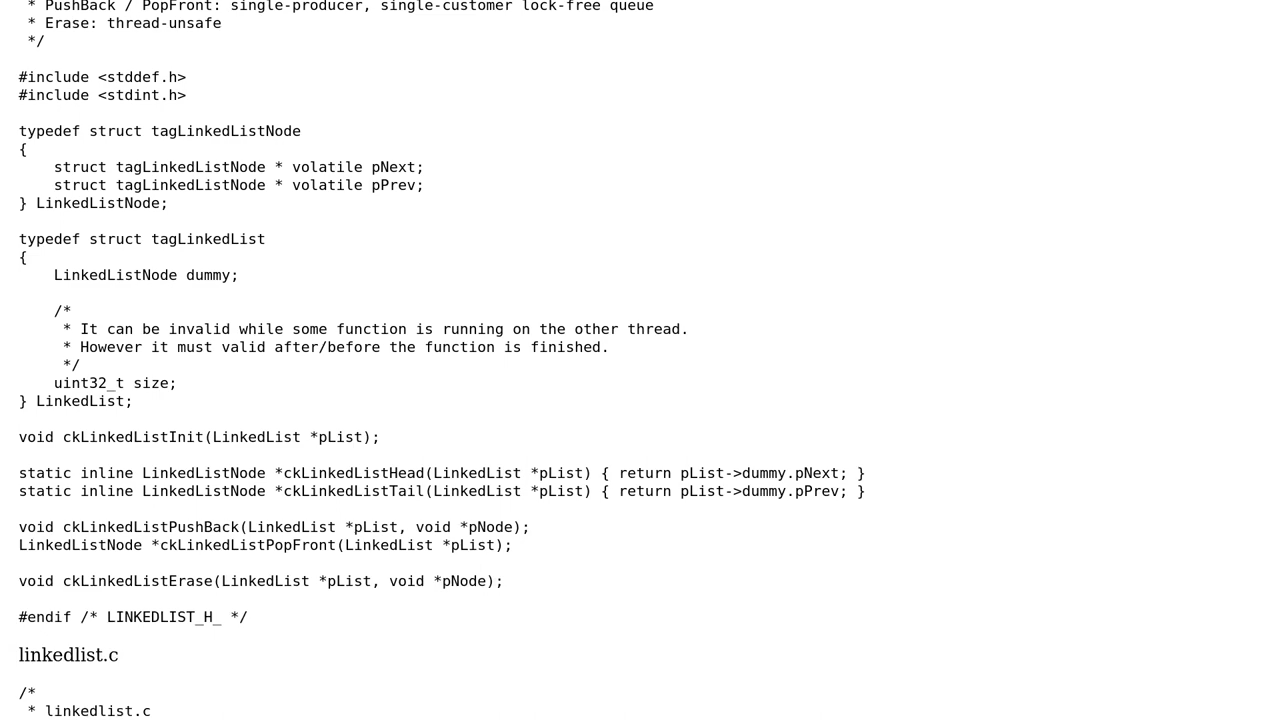 * PushBack / PopFront: single-producer, single-customer lock-free queue
 * Erase: thread-unsafe
 */
#include <stddef.h>
#include <stdint.h>
typedef struct tagLinkedListNode
{
    struct tagLinkedListNode * volatile pNext;
    struct tagLinkedListNode * volatile pPrev;
} LinkedListNode;
typedef struct tagLinkedList
{
    LinkedListNode dummy;
    /*
     * It can be invalid while some function is running on the other thread.
     * However it must valid after/before the function is finished.
     */
    uint32_t size;
} LinkedList;
void ckLinkedListInit(LinkedList *pList);
static inline LinkedListNode *ckLinkedListHead(LinkedList *pList) { return pList->dummy.pNext; }
static inline LinkedListNode *ckLinkedListTail(LinkedList *pList) { return pList->dummy.pPrev; }
void ckLinkedListPushBack(LinkedList *pList, void *pNode);
LinkedListNode *ckLinkedListPopFront(LinkedList *pList);
void ckLinkedListErase(LinkedList *pList, void *pNode);
#endif /* LINKEDLIST_H_ */
linkedlist.c
/*
 * linkedlist.c